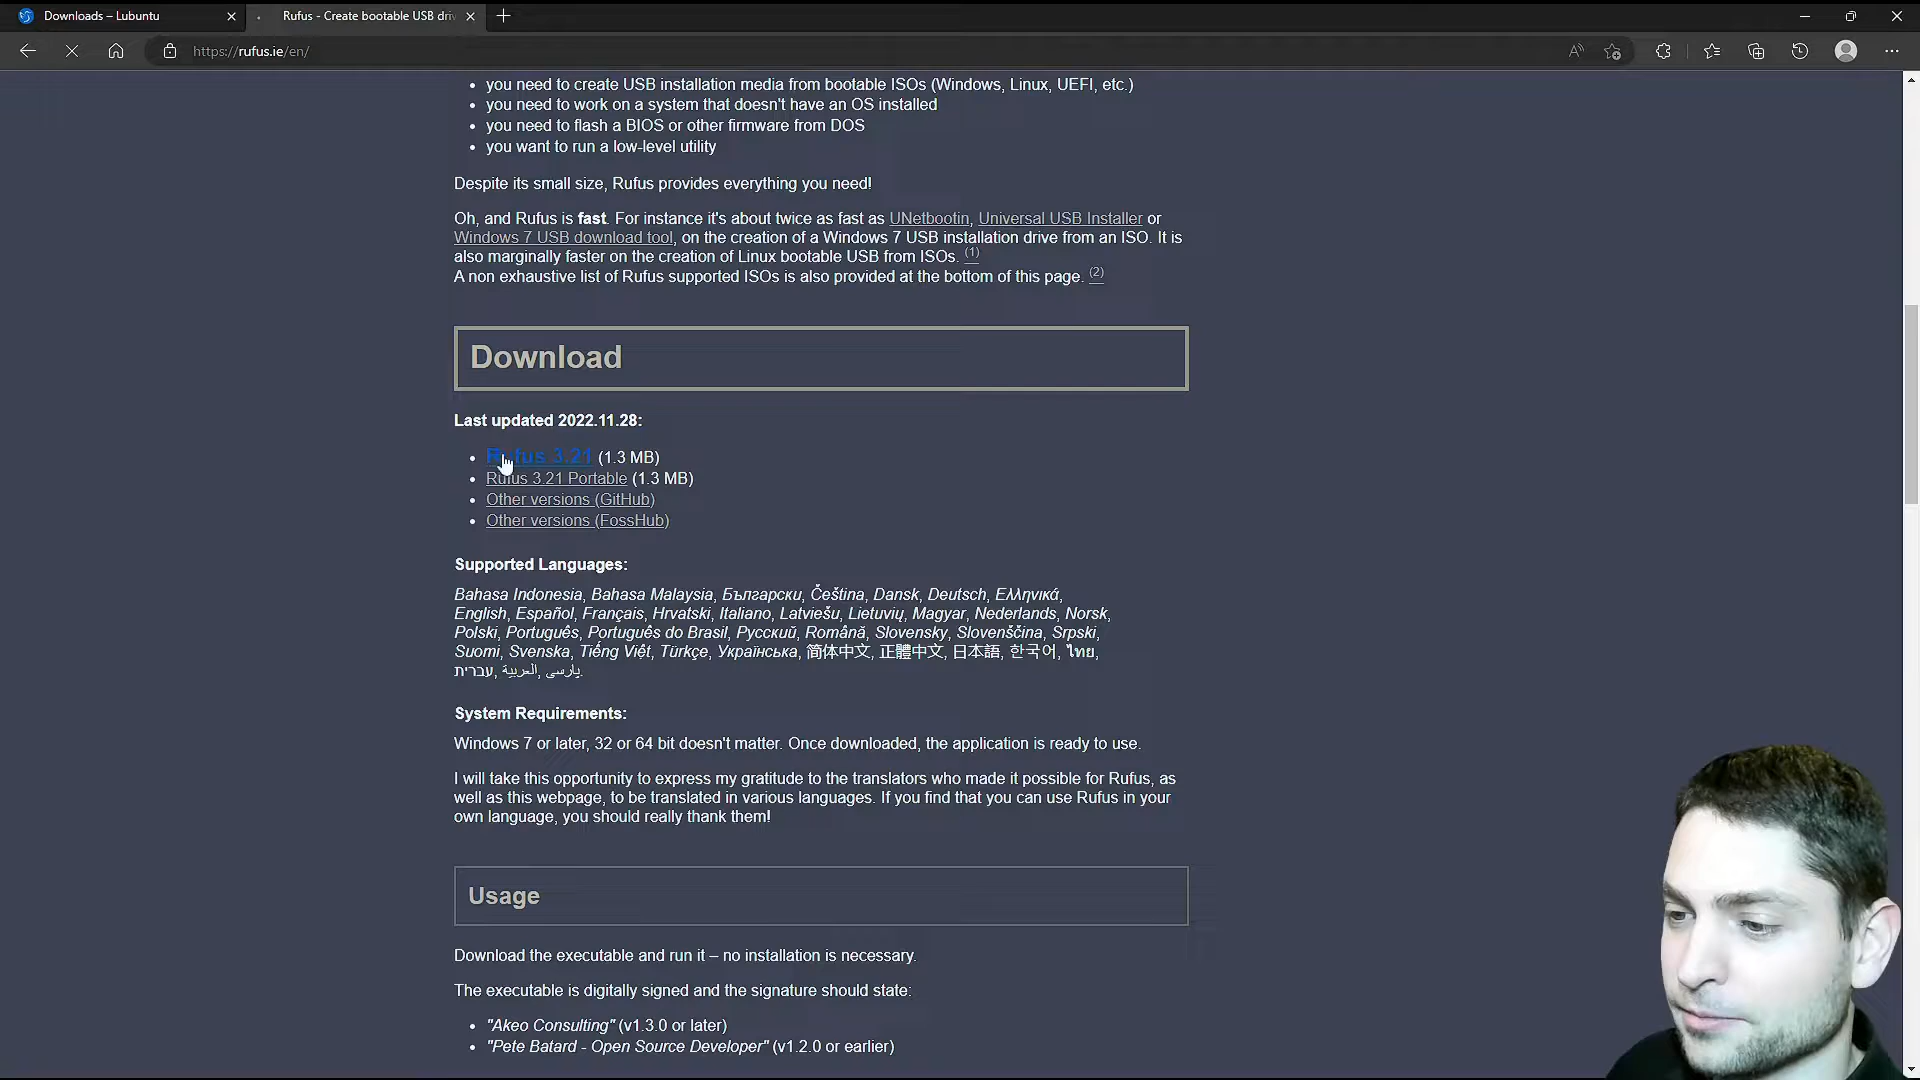 Downloads – Lubuntu
Rufus - Create bootable USB driv
https://rufus.ie/en/
you need to create USB installation media from bootable ISOs (Windows, Linux, UEFI, etc.)
you need to work on a system that doesn't have an OS installed
you need to flash a BIOS or other firmware from DOS
you want to run a low-level utility
Despite its small size, Rufus provides everything you need!
Oh, and Rufus is fast. For instance it's about twice as fast as UNetbootin, Universal USB Installer or
Windows 7 USB download tool, on the creation of a Windows 7 USB installation drive from an ISO. It is
also marginally faster on the creation of Linux bootable USB from ISOs. (1)
A non exhaustive list of Rufus supported ISOs is also provided at the bottom of this page. (2)
Download
Last updated 2022.11.28:
Rufus 3.21 (1.3 MB)
Rufus 3.21 Portable (1.3 MB)
Other versions (GitHub)
Other versions (FossHub)
Supported Languages:
Bahasa Indonesia, Bahasa Malaysia, Български, Čeština, Dansk, Deutsch, Ελληνικά,
English, Español, Français, Hrvatski, Italiano, Latviešu, Lietuvių, Magyar, Nederlands, Norsk,
Polski, Português, Português do Brasil, Русский, Română, Slovensky, Slovenščina, Srpski,
Suomi, Svenska, Tiếng Việt, Türkçe, Українська, 简体中文, 正體中文, 日本語, 한국어, ไทย,
עברית, العربية, پارسی.
System Requirements:
Windows 7 or later, 32 or 64 bit doesn't matter. Once downloaded, the application is ready to use.
I will take this opportunity to express my gratitude to the translators who made it possible for Rufus, as
well as this webpage, to be translated in various languages. If you find that you can use Rufus in your
own language, you should really thank them!
Usage
Download the executable and run it – no installation is necessary.
The executable is digitally signed and the signature should state:
"Akeo Consulting" (v1.3.0 or later)
"Pete Batard - Open Source Developer" (v1.2.0 or earlier)